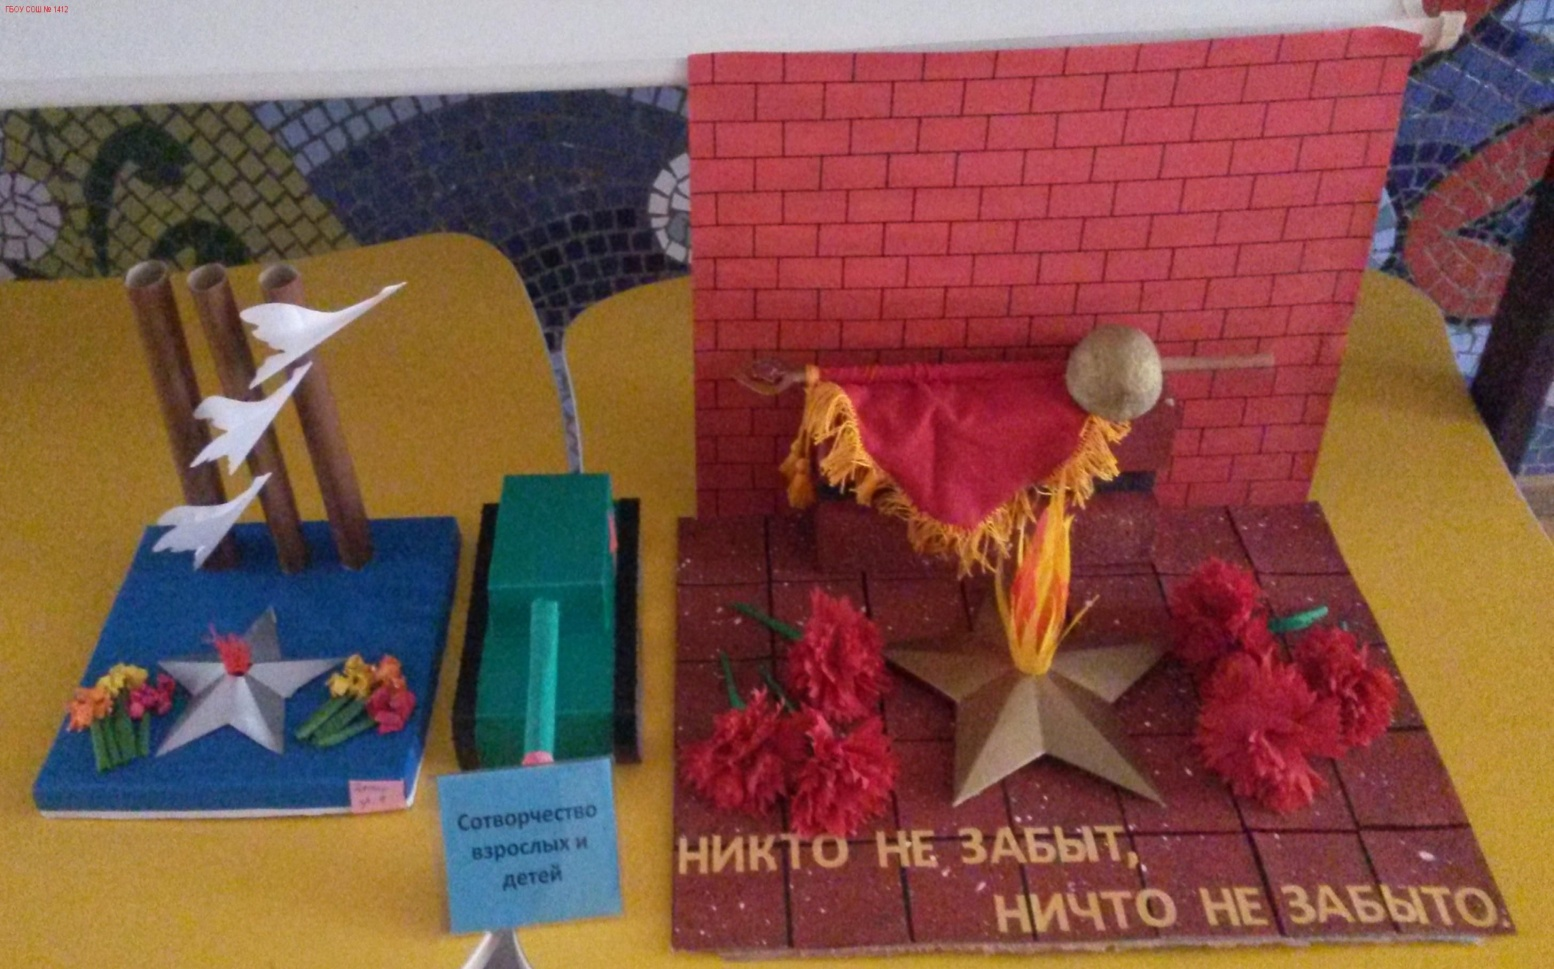 ГБОУ СОШ № 1412
Сотворчество
взрослых и
детей
НИКТО НЕ ЗАБЫТ,
НИЧТО НЕ ЗАБЫТО.